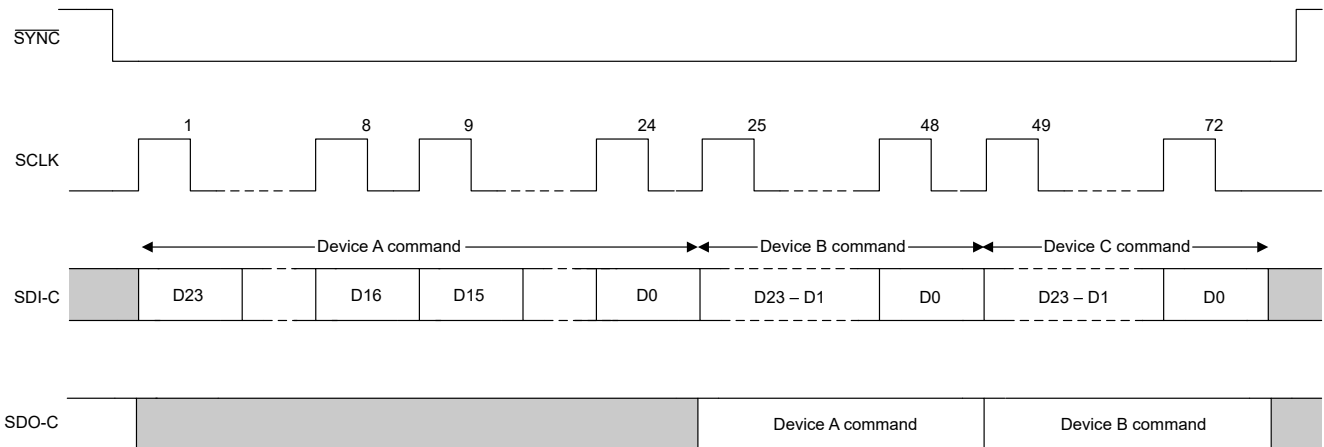 SYNC
1 8 9 24 25 48 49 72
SCLK
Device A command Device B command Device C command
SDI-C D23 D16 D15 D0 D23 – D1 D0 D23 – D1 D0
SDO-C Device A command Device B command